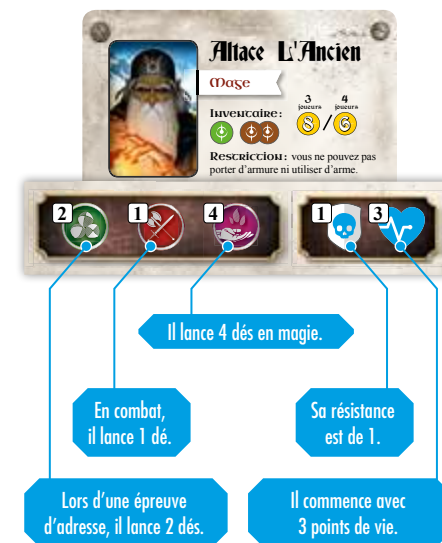 Altace L'Ancien
Mage
3 joueurs 4 joueurs
Inventaire: 8 / 6
Restriction: vous ne pouvez pas
porter d'armure ni utiliser d'arme.
2 1 4 1 3
Il lance 4 dés en magie.
En combat,
il lance 1 dé.
Sa résistance
est de 1.
Lors d'une épreuve
d'adresse, il lance 2 dés.
Il commence avec
3 points de vie.